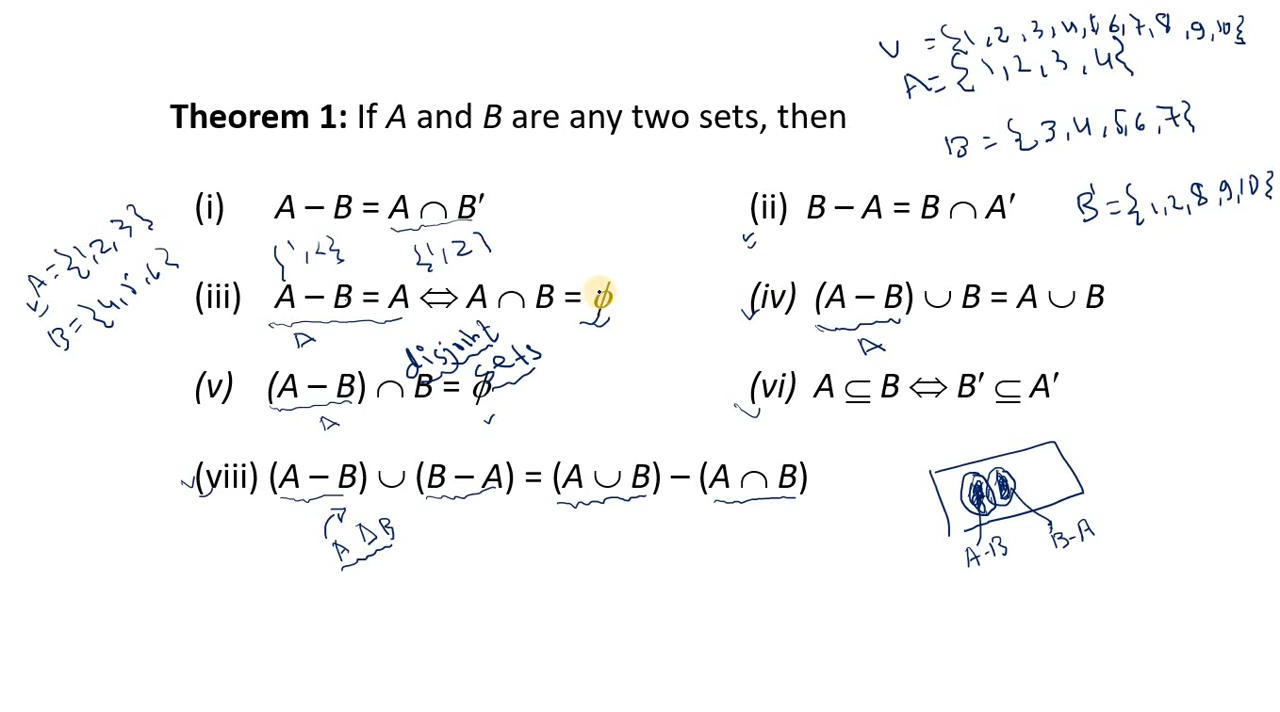 U = {1,2,3,4,5,6,7,8,9,10}
A = {1,2,3,4}
Theorem 1: If A and B are any two sets, then
B = {3,4,5,6,7}
(i) A – B = A ∩ B′
(ii) B – A = B ∩ A′
B' = {1,2,8,9,10}
{1,2} {1,2}
A = {1,2,3}
B = {4,5,6}
(iii) A – B = A ⇔ A ∩ B = ϕ
(iv) (A – B) ∪ B = A ∪ B
A
disjoint sets
A
(v) (A – B) ∩ B = ϕ
(vi) A ⊆ B ⇔ B′ ⊆ A′
A
(viii) (A – B) ∪ (B – A) = (A ∪ B) – (A ∩ B)
A Δ B
A-B
B-A